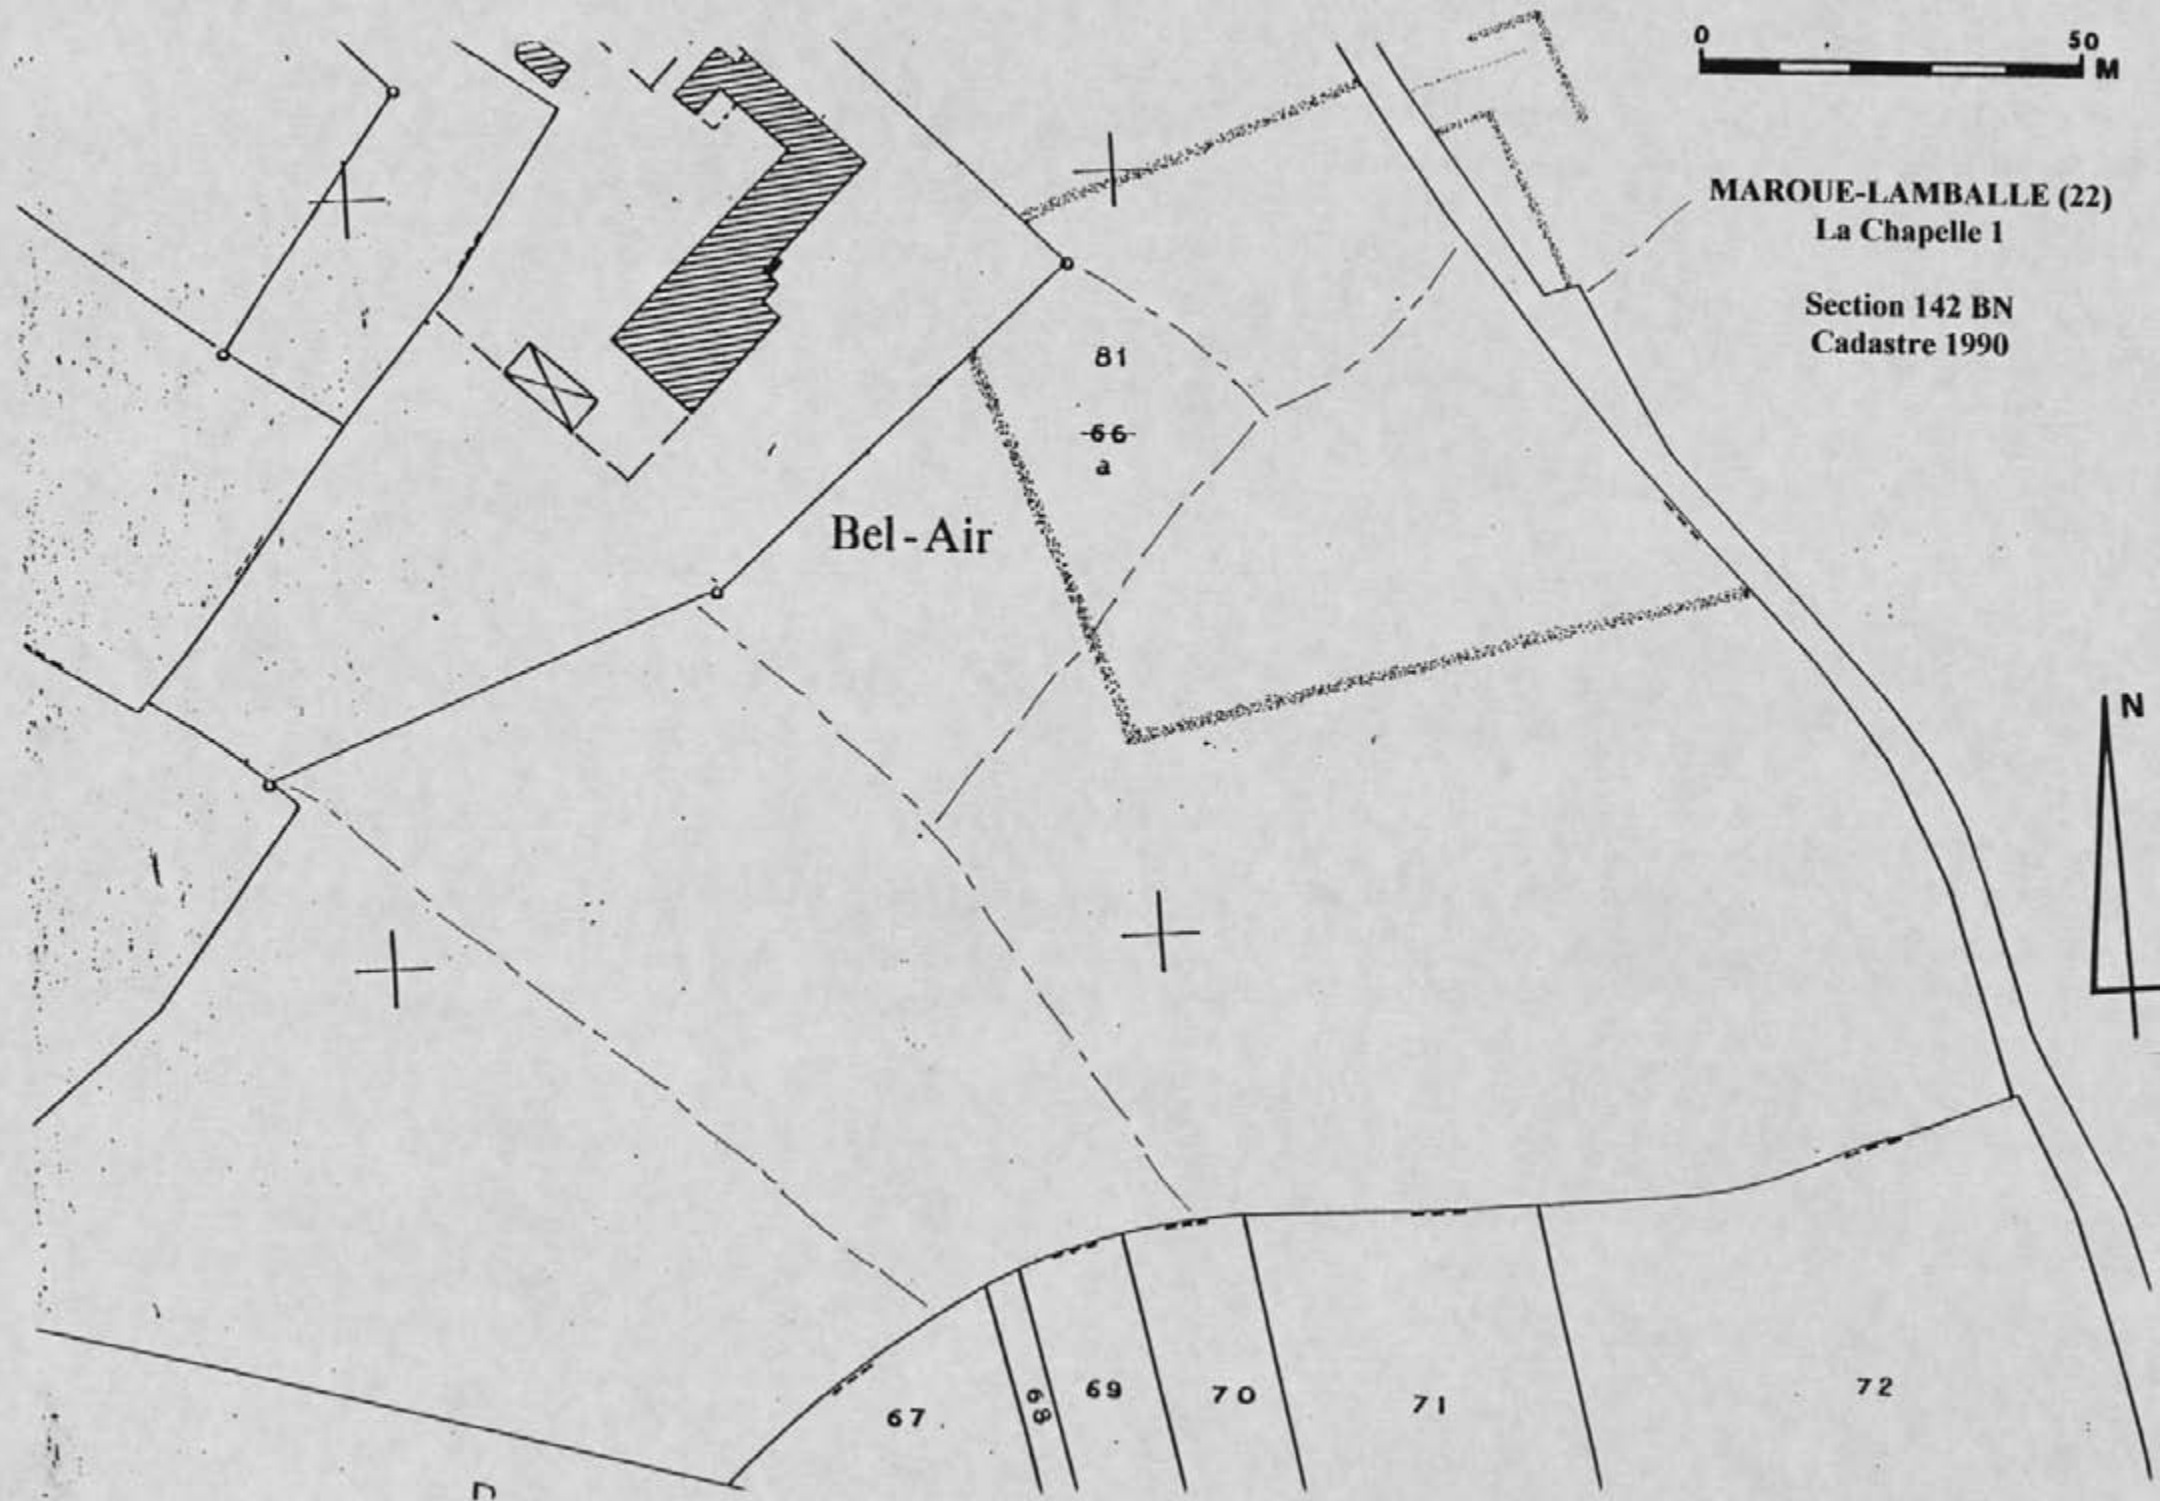 0 50
M
MAROUE-LAMBALLE (22)
La Chapelle 1
Section 142 BN
Cadastre 1990
81
66
a
Bel-Air
N
67
68
69
70
71
72